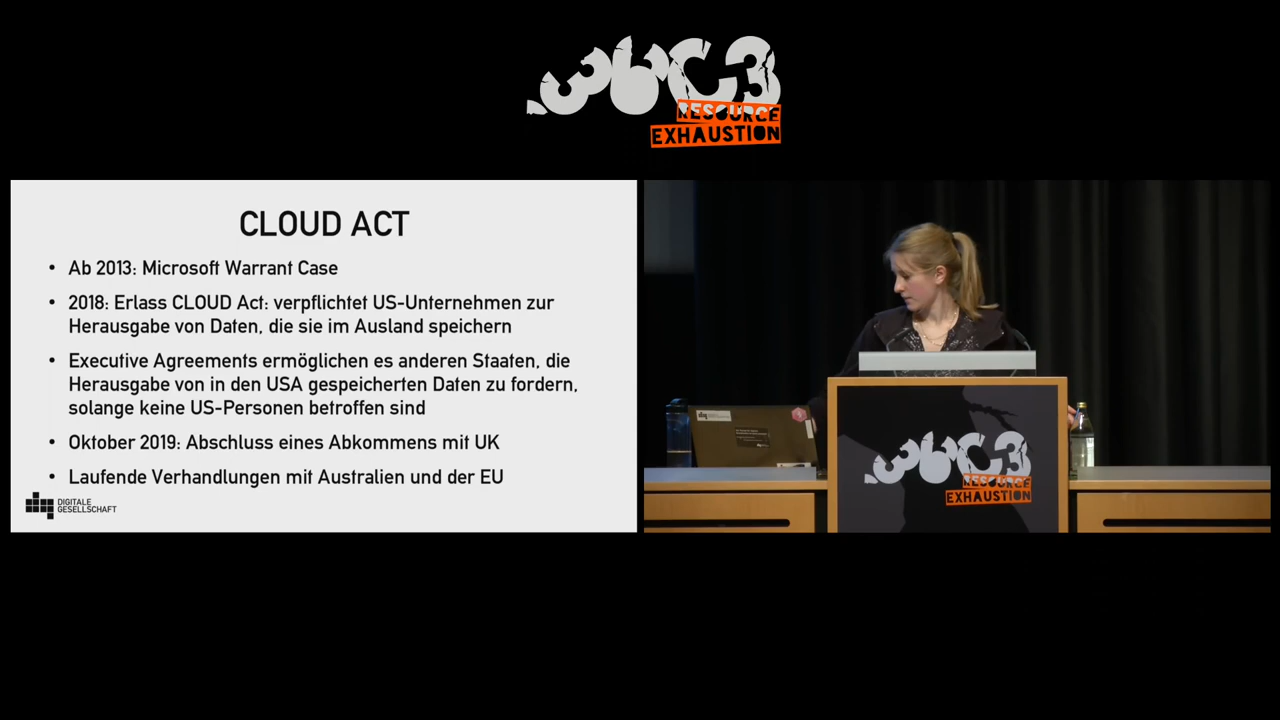 36C3
RESOURCE
EXHAUSTION
CLOUD ACT
• Ab 2013: Microsoft Warrant Case
• 2018: Erlass CLOUD Act: verpflichtet US-Unternehmen zur
Herausgabe von Daten, die sie im Ausland speichern
• Executive Agreements ermöglichen es anderen Staaten, die
Herausgabe von in den USA gespeicherten Daten zu fordern,
solange keine US-Personen betroffen sind
• Oktober 2019: Abschluss eines Abkommens mit UK
• Laufende Verhandlungen mit Australien und der EU
DIGITALE
GESELLSCHAFT
36C3
RESOURCE
EXHAUSTION